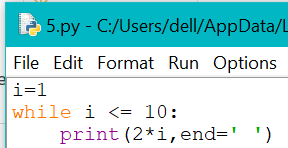 5.py - C:/Users/dell/AppData/L
File Edit Format Run Options
i=1
while i <= 10:
    print(2*i,end=' ')